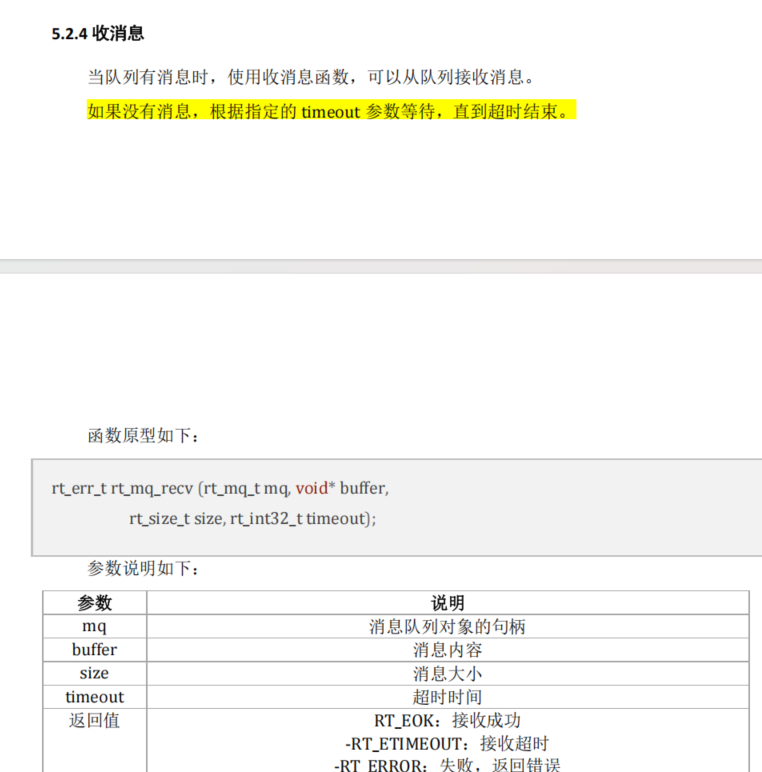 5.2.4 收消息
当队列有消息时，使用收消息函数，可以从队列接收消息。
如果没有消息，根据指定的 timeout 参数等待，直到超时结束。
函数原型如下：
rt_err_t rt_mq_recv (rt_mq_t mq, void* buffer,
rt_size_t size, rt_int32_t timeout);
参数说明如下：
参数 说明
mq 消息队列对象的句柄
buffer 消息内容
size 消息大小
timeout 超时时间
返回值 RT_EOK：接收成功
-RT_ETIMEOUT：接收超时
-RT_ERROR：失败，返回错误